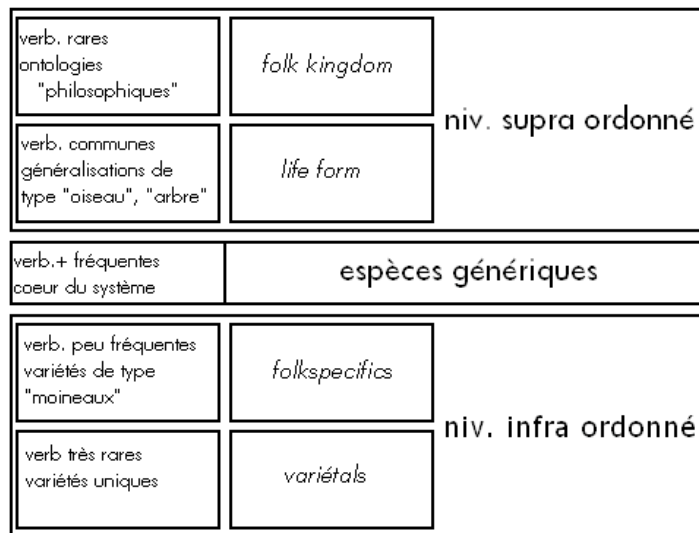 verb. rares
ontologies
"philosophiques"
folk kingdom
niv. supra ordonné
verb. communes
généralisations de
type "oiseau", "arbre"
life form
verb.+ fréquentes
coeur du système
espèces génériques
verb. peu fréquentes
variétés de type
"moineaux"
folkspecifics
niv. infra ordonné
verb très rares
variétés uniques
variétals